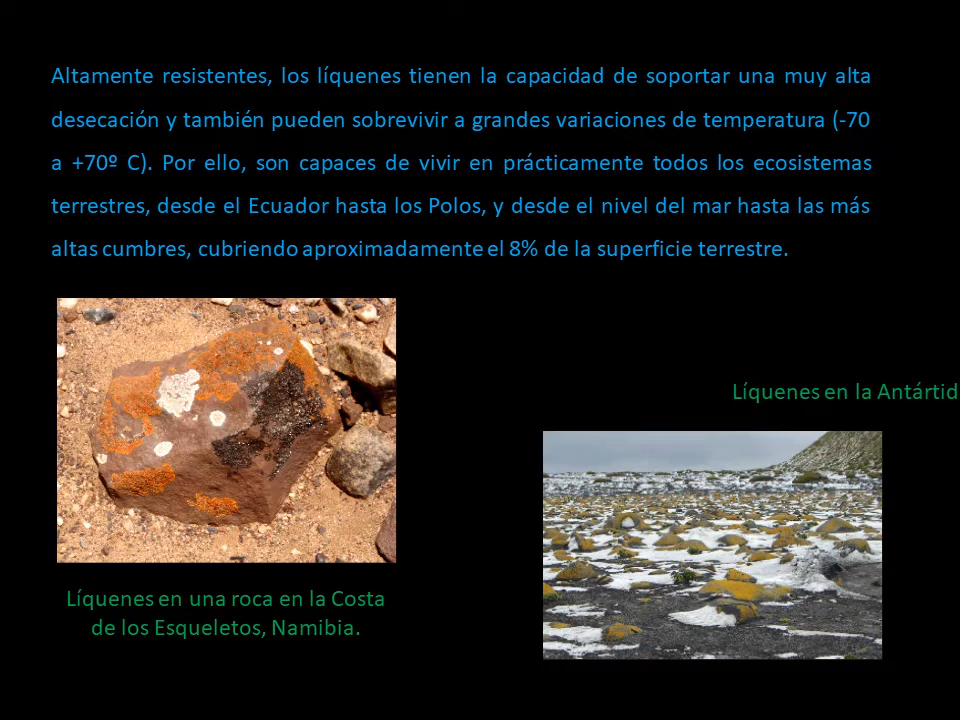 Altamente resistentes, los líquenes tienen la capacidad de soportar una muy alta
desecación y también pueden sobrevivir a grandes variaciones de temperatura (-70
a +70º C). Por ello, son capaces de vivir en prácticamente todos los ecosistemas
terrestres, desde el Ecuador hasta los Polos, y desde el nivel del mar hasta las más
altas cumbres, cubriendo aproximadamente el 8% de la superficie terrestre.
Líquenes en la Antártid
Líquenes en una roca en la Costa
de los Esqueletos, Namibia.